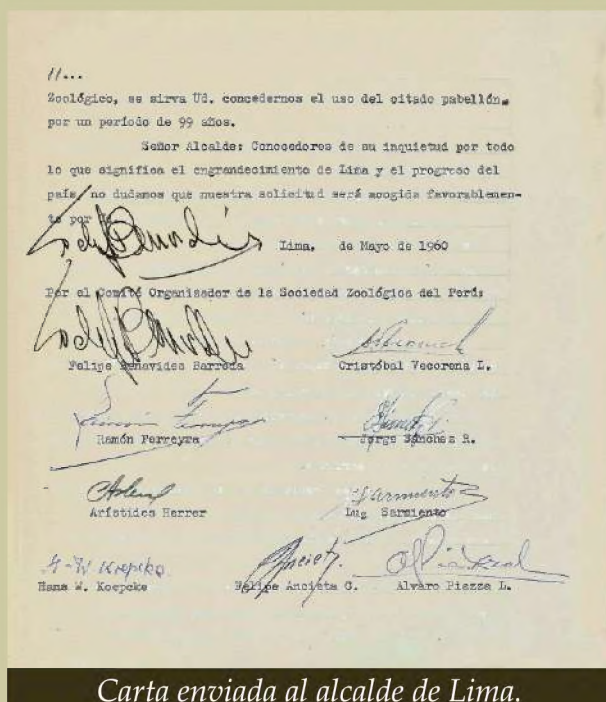 //...
Zoológico, se sirva Ud. concedernos el uso del citado pabellón,
por un período de 99 años.
Señor Alcalde: Conocedores de su inquietud por todo
lo que significa el engrandecimiento de Lima y el progreso del
país, no dudamos que nuestra solicitud será acogida favorablemen-
te por
Lima, de Mayo de 1960
Por el Comité Organizador de la Sociedad Zoológica del Perú:
Felipe Benavides Barreda Cristóbal Vecorena L.
Ramón Ferreyra Jorge Sánchez R.
Arístides Herrer Luz Sarmiento
H-W Koepcke
Hans W. Koepcke Felipe Ancieta C. Alvaro Piazza L.
Carta enviada al alcalde de Lima.